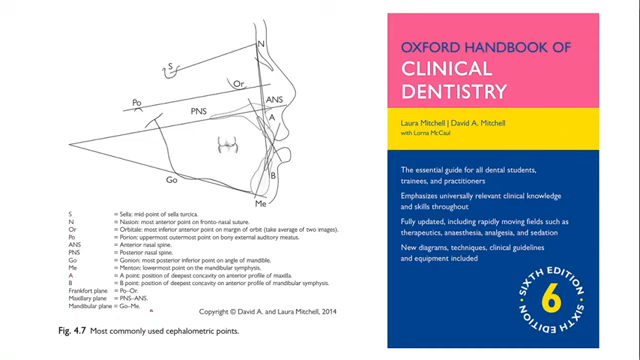 N
S
Or
Po
PNS
ANS
A
Go
B
Me
S = Sella: mid-point of sella turcica.
N = Nasion: most anterior point on fronto-nasal suture.
Or = Orbitale: most inferior anterior point on margin of orbit (take average of two images).
Po = Porion: uppermost outermost point on bony external auditory meatus.
ANS = Anterior nasal spine.
PNS = Posterior nasal spine.
Go = Gonion: most posterior inferior point on angle of mandible.
Me = Menton: lowermost point on the mandibular symphysis.
A = A point: position of deepest concavity on anterior profile of maxilla.
B = B point: position of deepest concavity on anterior profile of mandibular symphysis.
Frankfort plane = Po–Or.
Maxillary plane = PNS–ANS.
Mandibular plane = Go–Me.
Copyright © David A. and Laura Mitchell, 2014
Fig. 4.7 Most commonly used cephalometric points.
OXFORD HANDBOOK OF
CLINICAL
DENTISTRY
Laura Mitchell | David A. Mitchell
with Lorna McCaul
The essential guide for all dental students,
trainees, and practitioners
Emphasizes universally relevant clinical knowledge
and skills throughout
Fully updated, including rapidly moving fields such as
therapeutics, anaesthesia, analgesia, and sedation
New diagrams, techniques, clinical guidelines
and equipment included
SIXTH EDITION
6
SIXTH EDITION